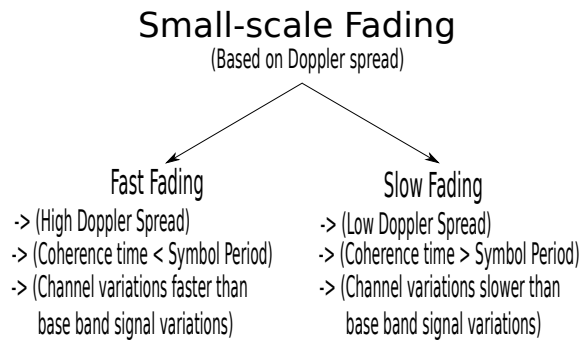 Small-scale Fading
(Based on Doppler spread)
Fast Fading
-> (High Doppler Spread)
-> (Coherence time < Symbol Period)
-> (Channel variations faster than
base band signal variations)
Slow Fading
-> (Low Doppler Spread)
-> (Coherence time > Symbol Period)
-> (Channel variations slower than
base band signal variations)